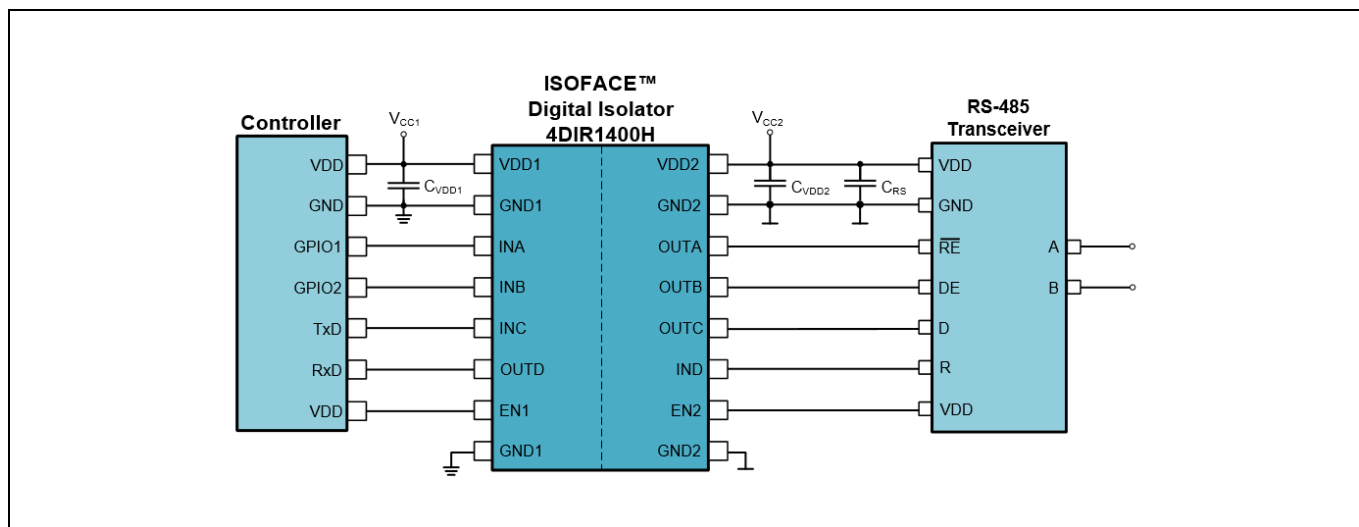 ISOFACE™
Digital Isolator
4DIR1400H
Controller
RS-485
Transceiver
VCC1
VCC2
VDD
VDD1
VDD2
VDD
CVDD1
CVDD2
CRS
GND
GND1
GND2
GND
GPIO1
INA
OUTA
RE
A
GPIO2
INB
OUTB
DE
B
TxD
INC
OUTC
D
RxD
OUTD
IND
R
VDD
EN1
EN2
VDD
GND1
GND2